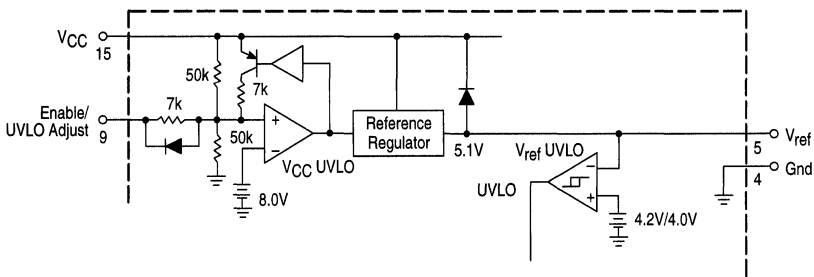 VCC
15
50k
7k
Enable/
UVLO Adjust
9
7k
50k
+
−
VCC UVLO
8.0V
Reference
Regulator
5.1V
Vref UVLO
UVLO
−
+
4.2V/4.0V
Vref
5
Gnd
4